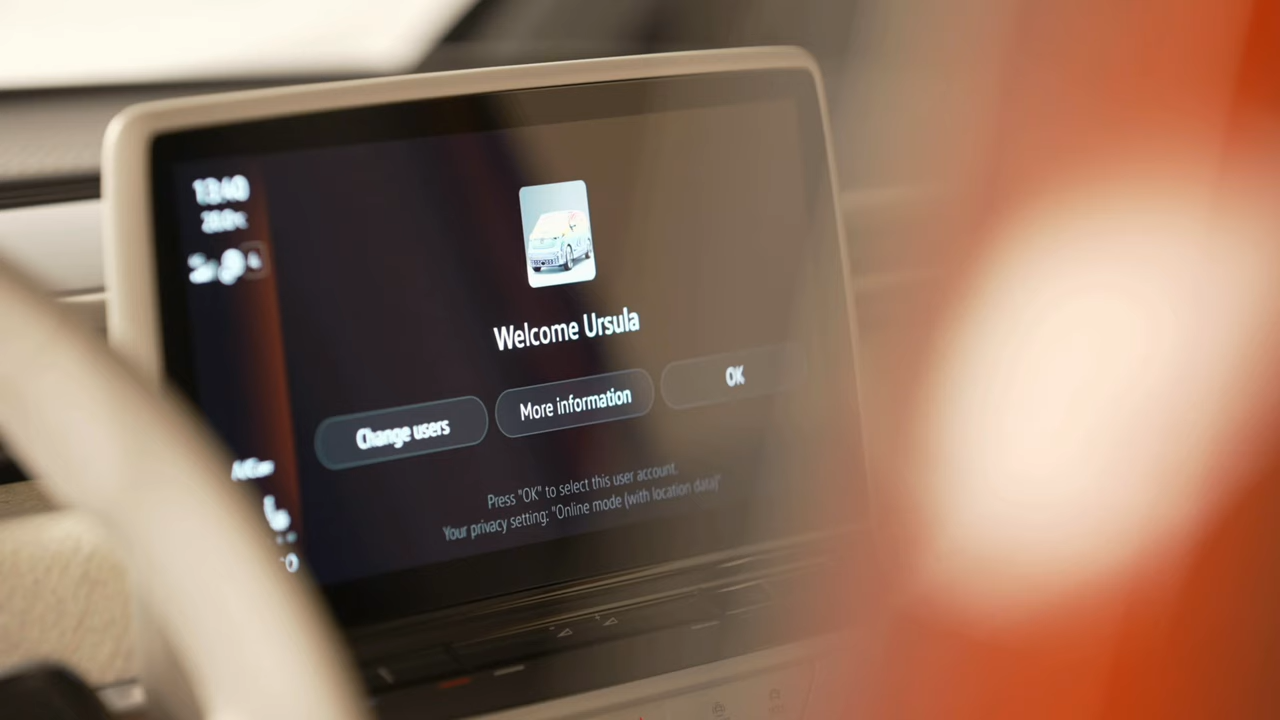 13:40
Welcome Ursula
Change users
More information
OK
Press "OK" to select this user account.
Your privacy setting: "Online mode (with location data)"